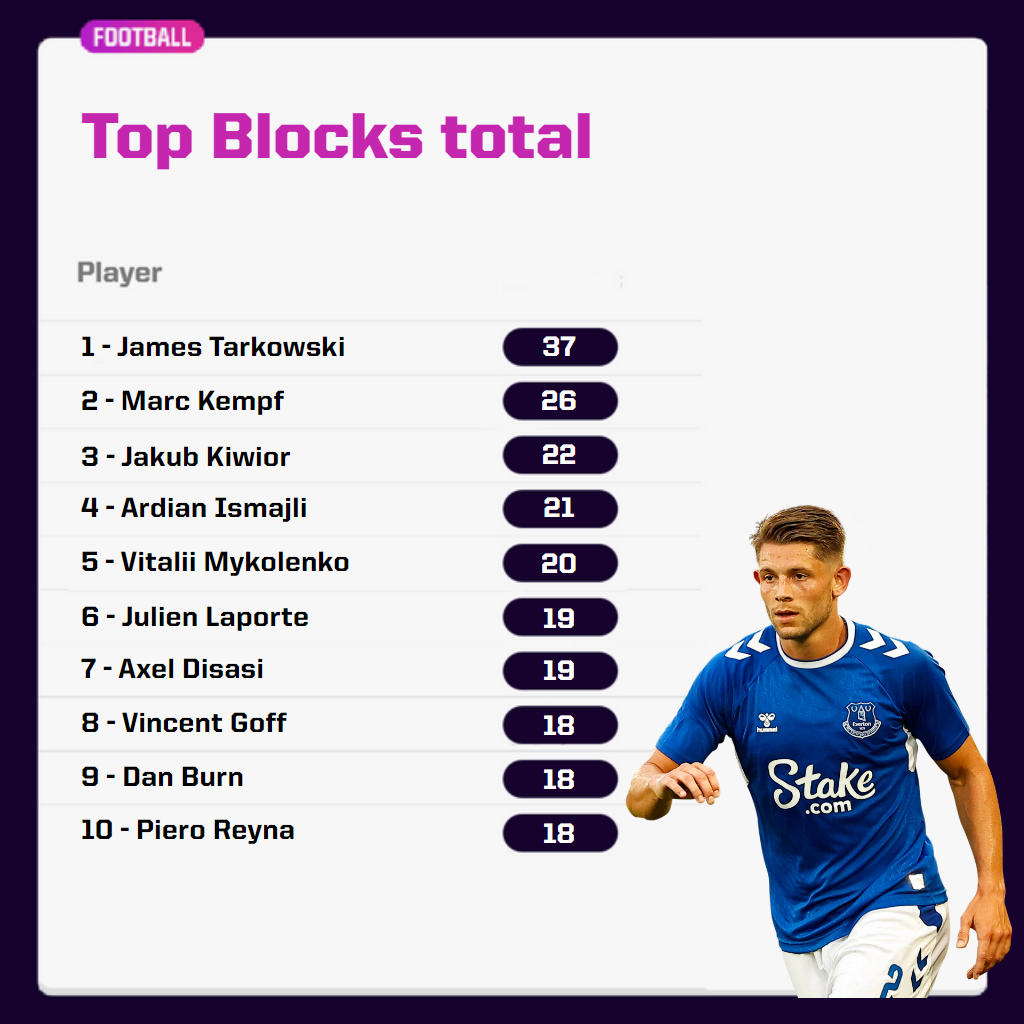 FOOTBALL
Top Blocks total
Player
1 - James Tarkowski 37
2 - Marc Kempf 26
3 - Jakub Kiwior 22
4 - Ardian Ismajli 21
5 - Vitalii Mykolenko 20
6 - Julien Laporte 19
7 - Axel Disasi 19
8 - Vincent Goff 18
9 - Dan Burn 18
10 - Piero Reyna 18
hummel
Everton
Stake
.com
2